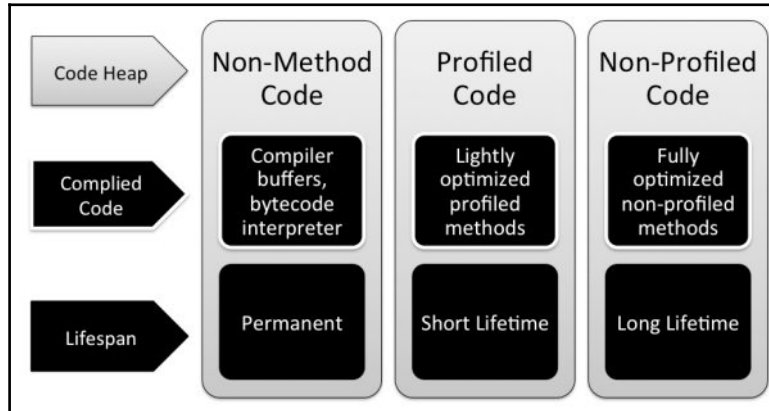 Code Heap
Non-Method
Code
Profiled
Code
Non-Profiled
Code
Complied
Code
Compiler
buffers,
bytecode
interpreter
Lightly
optimized
profiled
methods
Fully
optimized
non-profiled
methods
Lifespan
Permanent
Short Lifetime
Long Lifetime